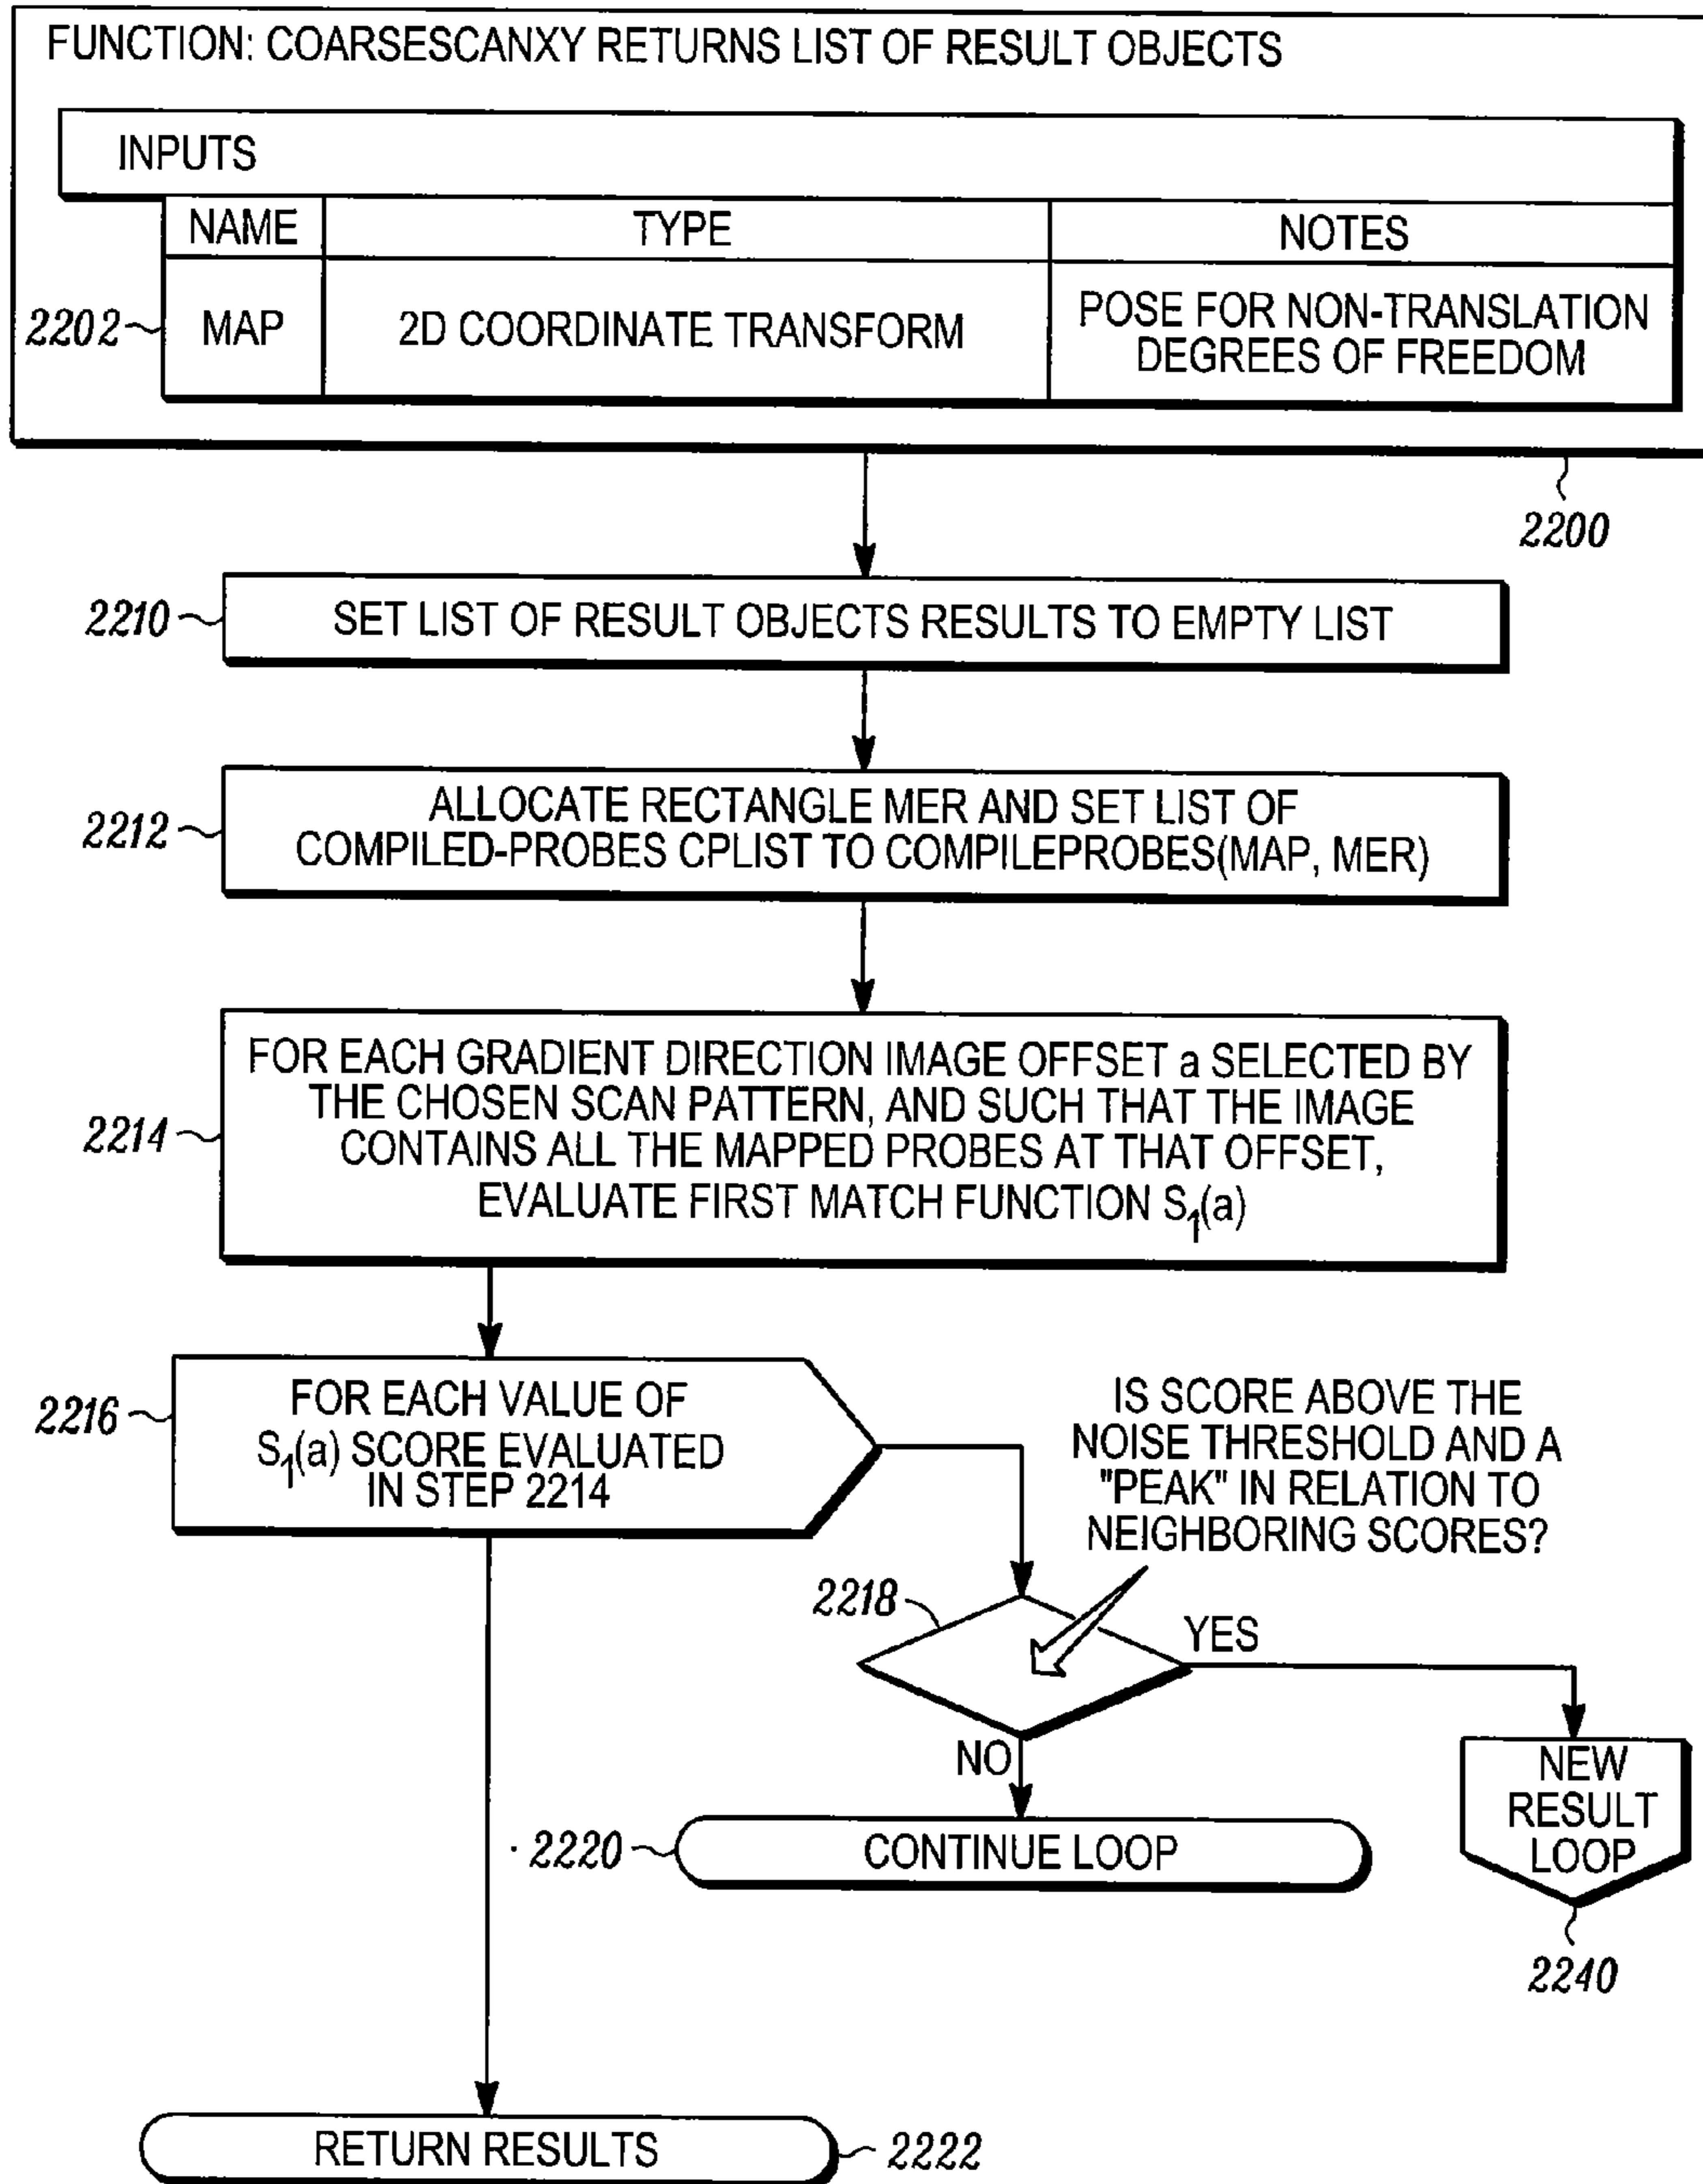 FUNCTION: COARSESCANXY RETURNS LIST OF RESULT OBJECTS
INPUTS
NAME TYPE NOTES
2202 MAP 2D COORDINATE TRANSFORM POSE FOR NON-TRANSLATION
DEGREES OF FREEDOM
2200
2210 SET LIST OF RESULT OBJECTS RESULTS TO EMPTY LIST
2212 ALLOCATE RECTANGLE MER AND SET LIST OF
COMPILED-PROBES CPLIST TO COMPILEPROBES(MAP, MER)
2214 FOR EACH GRADIENT DIRECTION IMAGE OFFSET a SELECTED BY
THE CHOSEN SCAN PATTERN, AND SUCH THAT THE IMAGE
CONTAINS ALL THE MAPPED PROBES AT THAT OFFSET,
EVALUATE FIRST MATCH FUNCTION S₁(a)
2216 FOR EACH VALUE OF
S₁(a) SCORE EVALUATED
IN STEP 2214
IS SCORE ABOVE THE
NOISE THRESHOLD AND A
"PEAK" IN RELATION TO
NEIGHBORING SCORES?
2218
YES
NO
NEW
RESULT
LOOP
2240
2220 CONTINUE LOOP
RETURN RESULTS 2222